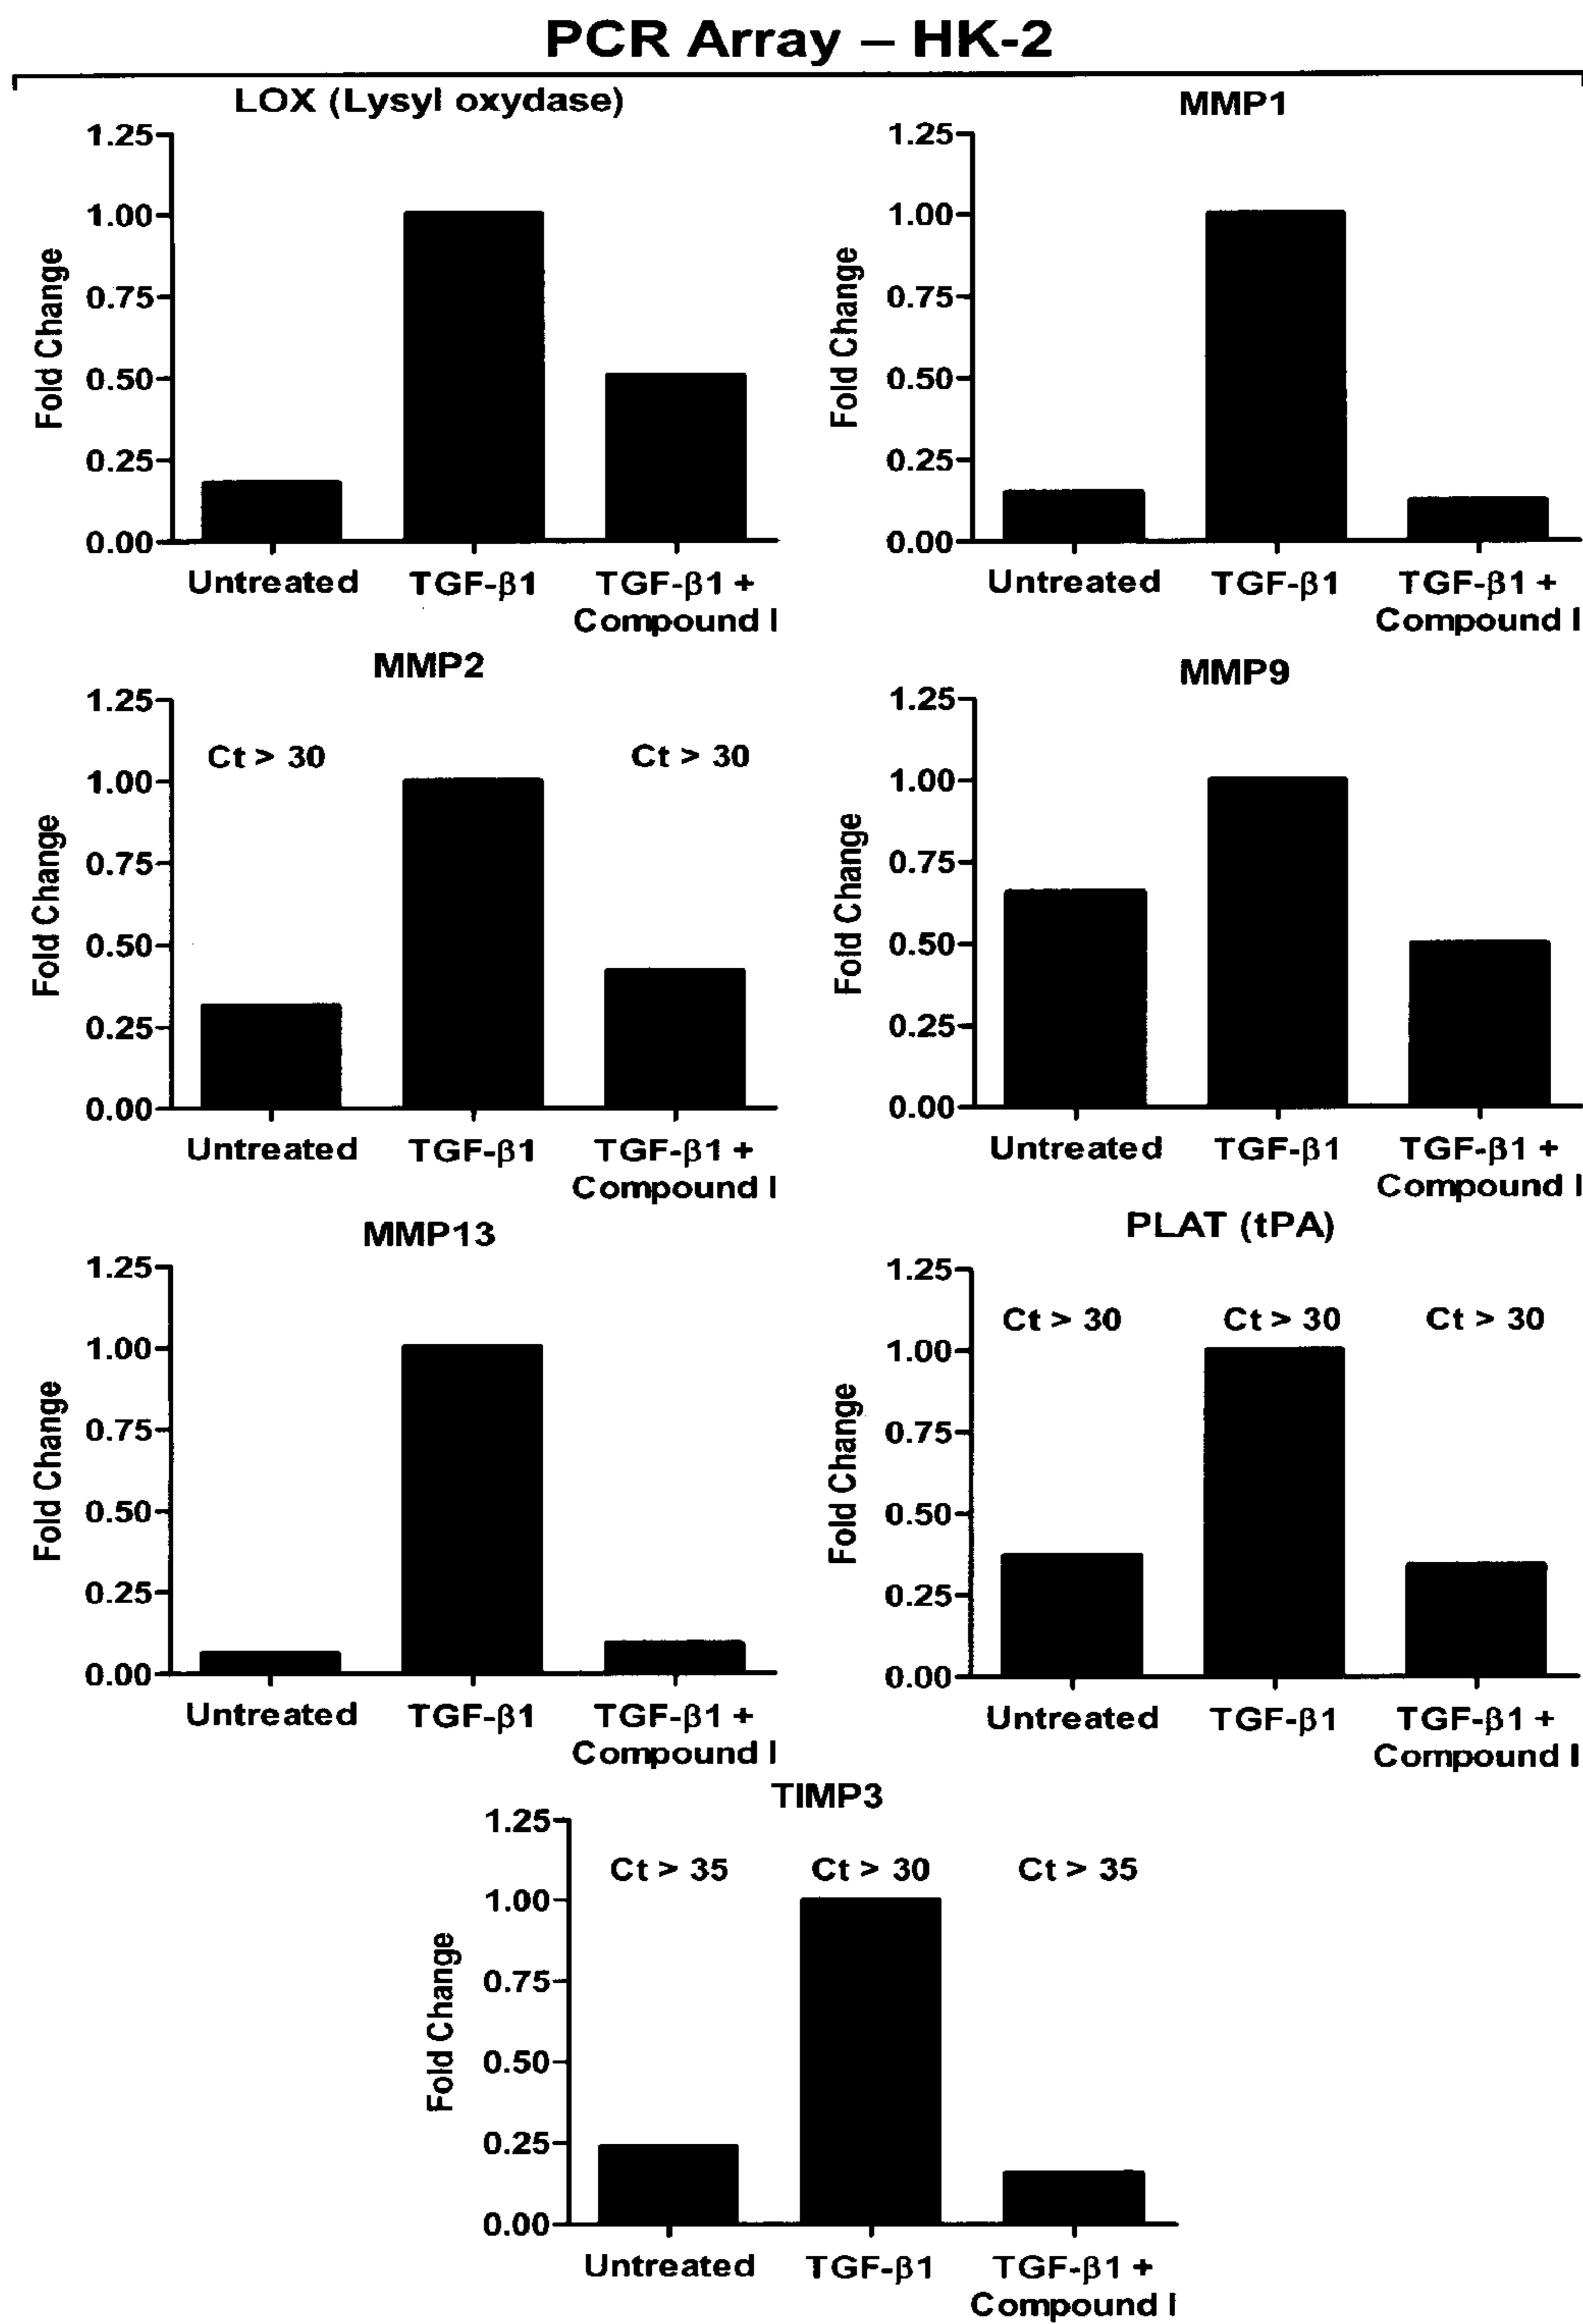 PCR Array – HK-2
LOX (Lysyl oxydase)
1.25
1.00
0.75
0.50
0.25
0.00
Fold Change
Untreated
TGF-β1
TGF-β1 +
Compound I
MMP1
1.25
1.00
0.75
0.50
0.25
0.00
Fold Change
Untreated
TGF-β1
TGF-β1 +
Compound I
MMP2
1.25
1.00
0.75
0.50
0.25
0.00
Fold Change
Ct > 30
Ct > 30
Untreated
TGF-β1
TGF-β1 +
Compound I
MMP9
1.25
1.00
0.75
0.50
0.25
0.00
Fold Change
Untreated
TGF-β1
TGF-β1 +
Compound I
MMP13
1.25
1.00
0.75
0.50
0.25
0.00
Fold Change
Untreated
TGF-β1
TGF-β1 +
Compound I
PLAT (tPA)
1.25
1.00
0.75
0.50
0.25
0.00
Fold Change
Ct > 30
Ct > 30
Ct > 30
Untreated
TGF-β1
TGF-β1 +
Compound I
TIMP3
1.25
1.00
0.75
0.50
0.25
0.00
Fold Change
Ct > 35
Ct > 30
Ct > 35
Untreated
TGF-β1
TGF-β1 +
Compound I